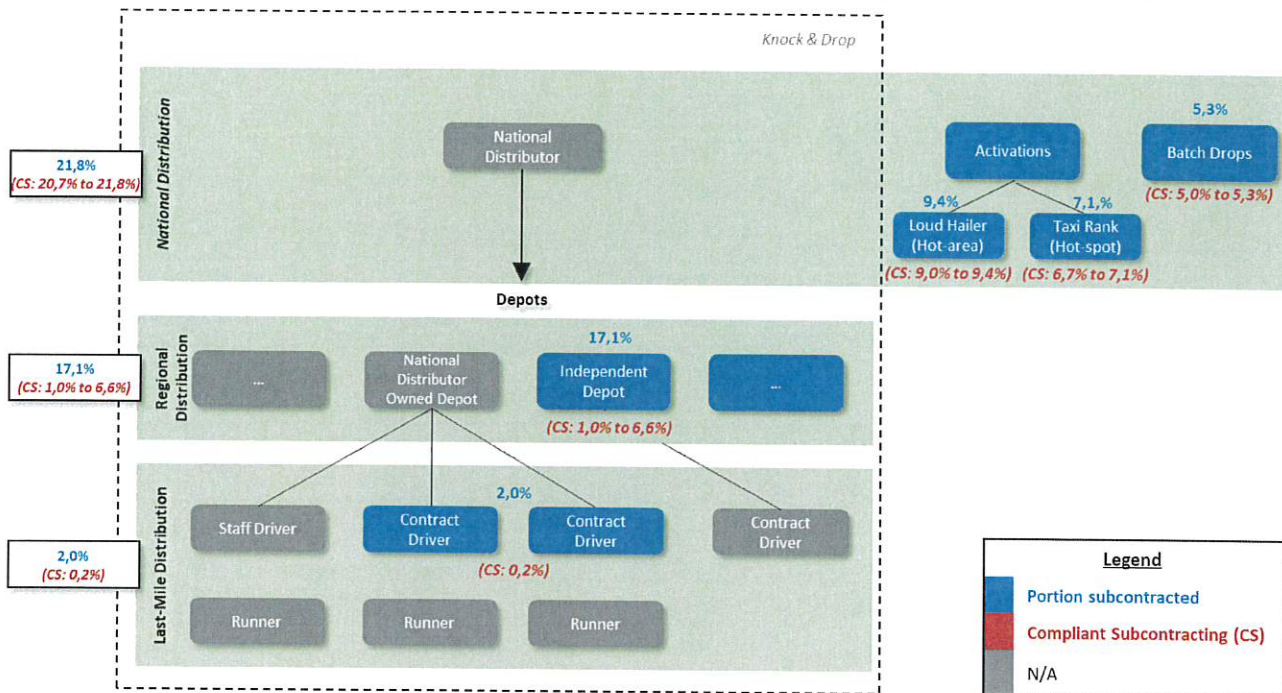 Knock & Drop
National Distribution
21,8%
(CS: 20,7% to 21,8%)
National
Distributor
Activations
5,3%
Batch Drops
(CS: 5,0% to 5,3%)
9,4%
Loud Hailer
(Hot-area)
(CS: 9,0% to 9,4%)
7,1,%
Taxi Rank
(Hot-spot)
(CS: 6,7% to 7,1%)
Depots
Regional
Distribution
17,1%
(CS: 1,0% to 6,6%)
...
National
Distributor
Owned Depot
17,1%
Independent
Depot
(CS: 1,0% to 6,6%)
...
Last-Mile Distribution
2,0%
(CS: 0,2%)
Staff Driver
2,0%
Contract
Driver
Contract
Driver
(CS: 0,2%)
Contract
Driver
Runner
Runner
Runner
Legend
Portion subcontracted
Compliant Subcontracting (CS)
N/A